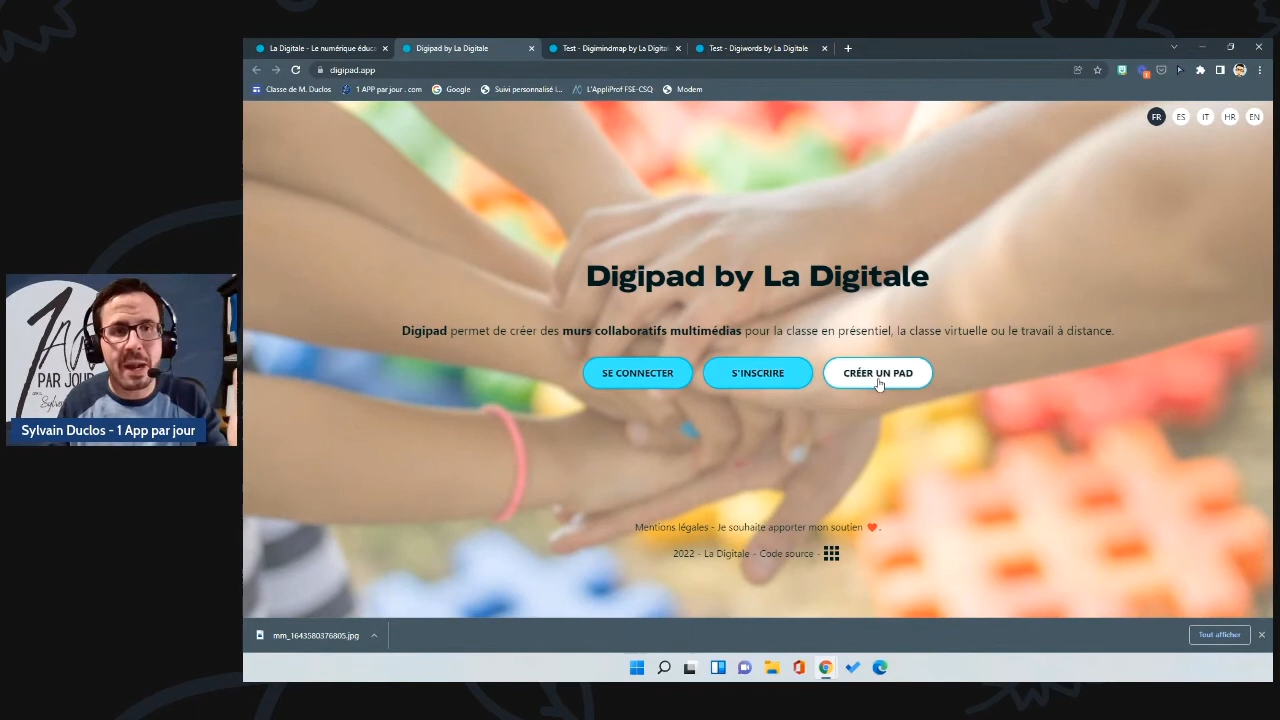 La Digitale - Le numérique éduca
Digipad by La Digitale
Test - Digimindmap by La Digital
Test - Digiwords by La Digitale
digipad.app
Classe de M. Duclos
1 APP par jour . com
Google
Suivi personnalisé i...
L'AppliProf FSE-CSQ
Modem
FR
ES
IT
HR
EN
Digipad by La Digitale
Digipad permet de créer des murs collaboratifs multimédias pour la classe en présentiel, la classe virtuelle ou le travail à distance.
SE CONNECTER
S'INSCRIRE
CRÉER UN PAD
PAR JOUR
Sylvain Duclos - 1 App par jour
Mentions légales - Je souhaite apporter mon soutien ❤️.
2022 - La Digitale - Code source -
mm_1643580376805.jpg
Tout afficher